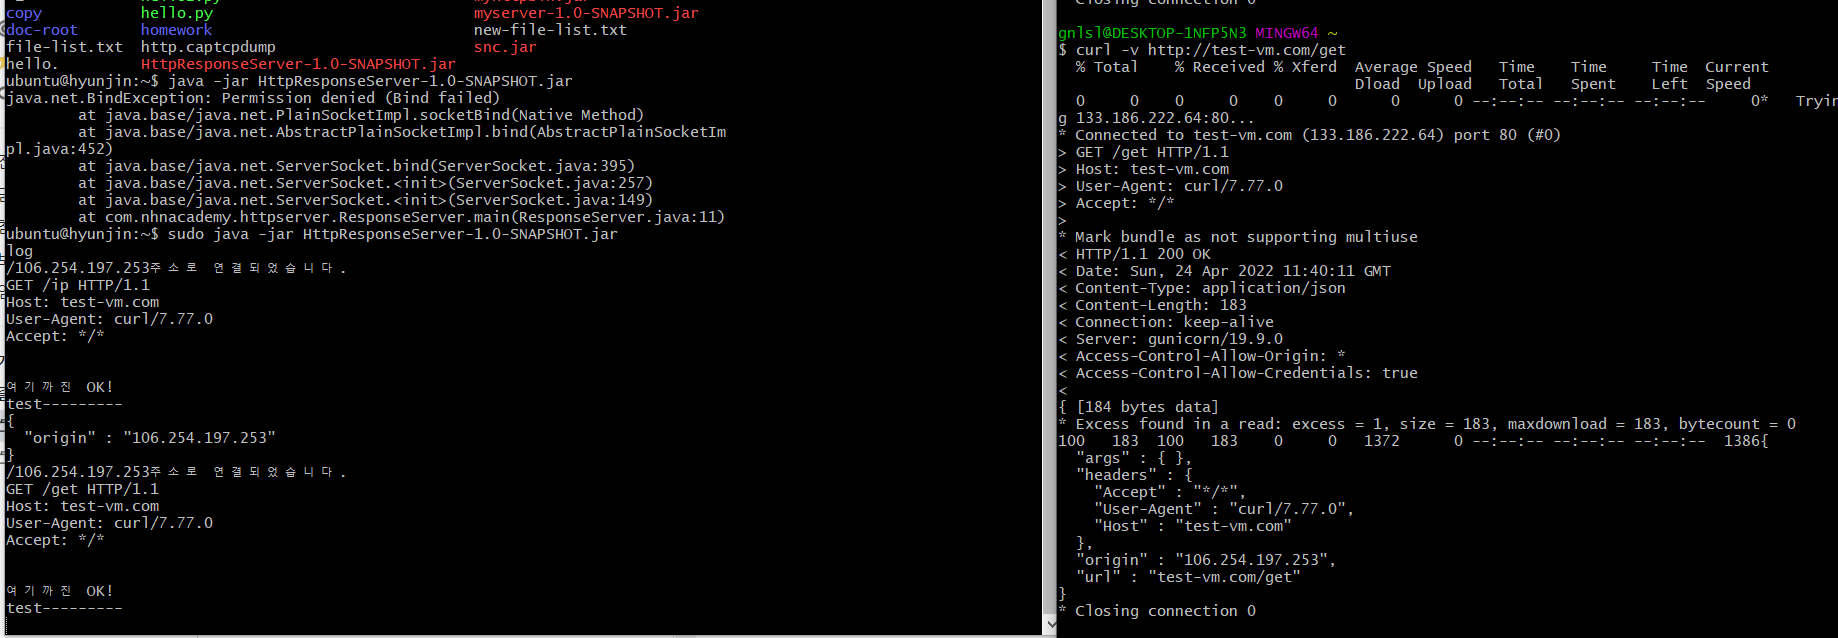 copy hello.py myserver-1.0-SNAPSHOT.jar
doc-root homework new-file-list.txt
file-list.txt http.captcpdump snc.jar
hello. HttpResponseServer-1.0-SNAPSHOT.jar
ubuntu@hyunjin:~$ java -jar HttpResponseServer-1.0-SNAPSHOT.jar
java.net.BindException: Permission denied (Bind failed)
at java.base/java.net.PlainSocketImpl.socketBind(Native Method)
at java.base/java.net.AbstractPlainSocketImpl.bind(AbstractPlainSocketIm
pl.java:452)
at java.base/java.net.ServerSocket.bind(ServerSocket.java:395)
at java.base/java.net.ServerSocket.<init>(ServerSocket.java:257)
at java.base/java.net.ServerSocket.<init>(ServerSocket.java:149)
at com.nhnacademy.httpserver.ResponseServer.main(ResponseServer.java:11)
ubuntu@hyunjin:~$ sudo java -jar HttpResponseServer-1.0-SNAPSHOT.jar
log
/106.254.197.253주소로 연결되었습니다.
GET /ip HTTP/1.1
Host: test-vm.com
User-Agent: curl/7.77.0
Accept: */*
여기까진 OK!
test---------
{
"origin" : "106.254.197.253"
}
/106.254.197.253주소로 연결되었습니다.
GET /get HTTP/1.1
Host: test-vm.com
User-Agent: curl/7.77.0
Accept: */*
여기까진 OK!
test---------
Closing connection 0
gnlsl@DESKTOP-1NFP5N3 MINGW64 ~
$ curl -v http://test-vm.com/get
% Total % Received % Xferd Average Speed Time Time Time Current
Dload Upload Total Spent Left Speed
0 0 0 0 0 0 0 0 --:--:-- --:--:-- --:--:-- 0* Tryin
g 133.186.222.64:80...
* Connected to test-vm.com (133.186.222.64) port 80 (#0)
> GET /get HTTP/1.1
> Host: test-vm.com
> User-Agent: curl/7.77.0
> Accept: */*
>
* Mark bundle as not supporting multiuse
< HTTP/1.1 200 OK
< Date: Sun, 24 Apr 2022 11:40:11 GMT
< Content-Type: application/json
< Content-Length: 183
< Connection: keep-alive
< Server: gunicorn/19.9.0
< Access-Control-Allow-Origin: *
< Access-Control-Allow-Credentials: true
<
{ [184 bytes data]
* Excess found in a read: excess = 1, size = 183, maxdownload = 183, bytecount = 0
100 183 100 183 0 0 1372 0 --:--:-- --:--:-- --:--:-- 1386{
"args" : { },
"headers" : {
"Accept" : "*/*",
"User-Agent" : "curl/7.77.0",
"Host" : "test-vm.com"
},
"origin" : "106.254.197.253",
"url" : "test-vm.com/get"
}
* Closing connection 0